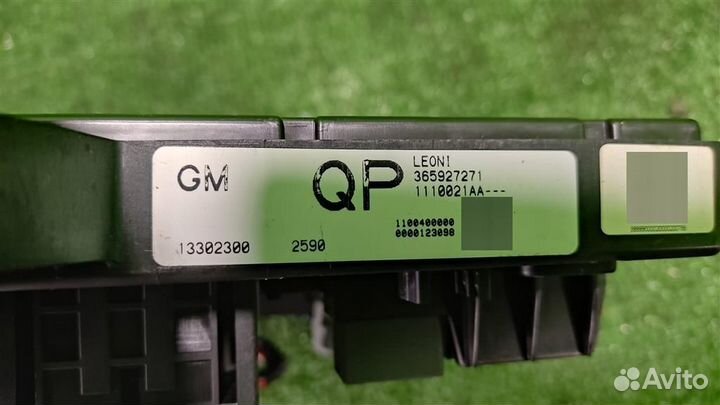 GM
QP
LEONI
365927271
1110021AA---
1100400000
0000123098
13302300
2590
Avito